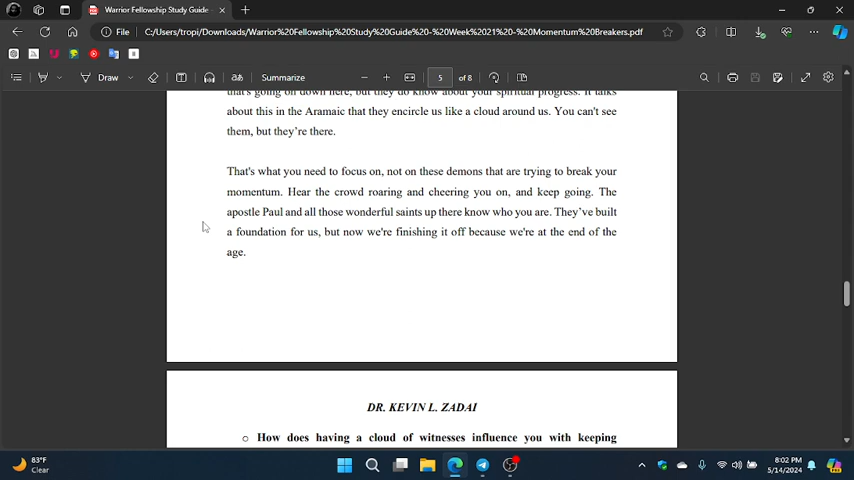 Warrior Fellowship Study Guide -
File C:/Users/tropi/Downloads/Warrior%20Fellowship%20Study%20Guide%20-%20Week%2021%20-%20Momentum%20Breakers.pdf
Draw
Summarize
5 of 8
that's going on down here, but they do know about your spiritual progress. It talks
about this in the Aramaic that they encircle us like a cloud around us. You can't see
them, but they're there.
That's what you need to focus on, not on these demons that are trying to break your
momentum. Hear the crowd roaring and cheering you on, and keep going. The
apostle Paul and all those wonderful saints up there know who you are. They've built
a foundation for us, but now we're finishing it off because we're at the end of the
age.
DR. KEVIN L. ZADAI
o How does having a cloud of witnesses influence you with keeping
83°F
Clear
8:02 PM
5/14/2024